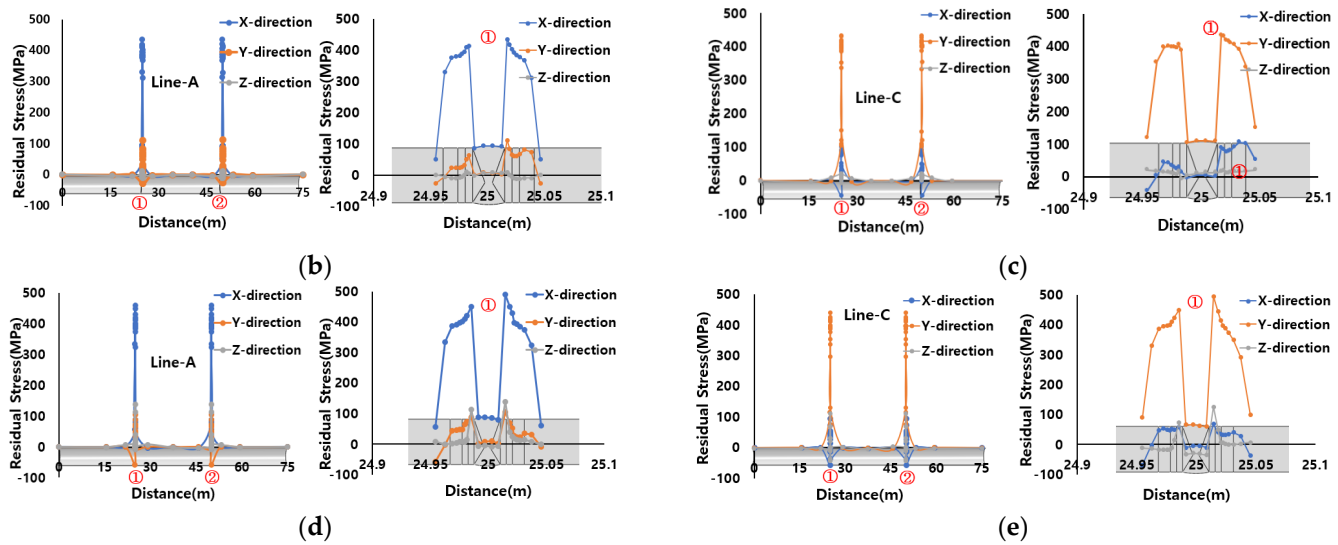 Residual Stress(MPa)
500
400
300
200
100
0
-100
X-direction
Y-direction
Z-direction
Line-A
0 15 30 45 60 75
① ②
Distance(m)
Residual Stress(MPa)
500
400
300
200
100
0
-100
①
X-direction
Y-direction
Z-direction
24.9 24.95 25 25.05 25.1
Distance(m)
(b)
Residual Stress(MPa)
500
400
300
200
100
0
-100
X-direction
Y-direction
Z-direction
Line-C
0 15 30 45 60 75
① ②
Distance(m)
Residual Stress(MPa)
500
400
300
200
100
0
-100
①
X-direction
Y-direction
Z-direction
①
24.9 24.95 25 25.05 25.1
Distance(m)
(c)
Residual Stress(MPa)
500
400
300
200
100
0
-100
X-direction
Y-direction
Z-direction
Line-A
0 15 30 45 60 75
① ②
Distance(m)
Residual Stress(MPa)
500
400
300
200
100
0
-100
①
X-direction
Y-direction
Z-direction
24.9 24.95 25 25.05 25.1
Distance(m)
(d)
Residual Stress(MPa)
500
400
300
200
100
0
-100
Line-C
X-direction
Y-direction
Z-direction
0 15 30 45 60 75
① ②
Distance(m)
Residual Stress(MPa)
500
400
300
200
100
0
-100
①
X-direction
Y-direction
Z-direction
24.9 24.95 25 25.05 25.1
Distance(m)
(e)